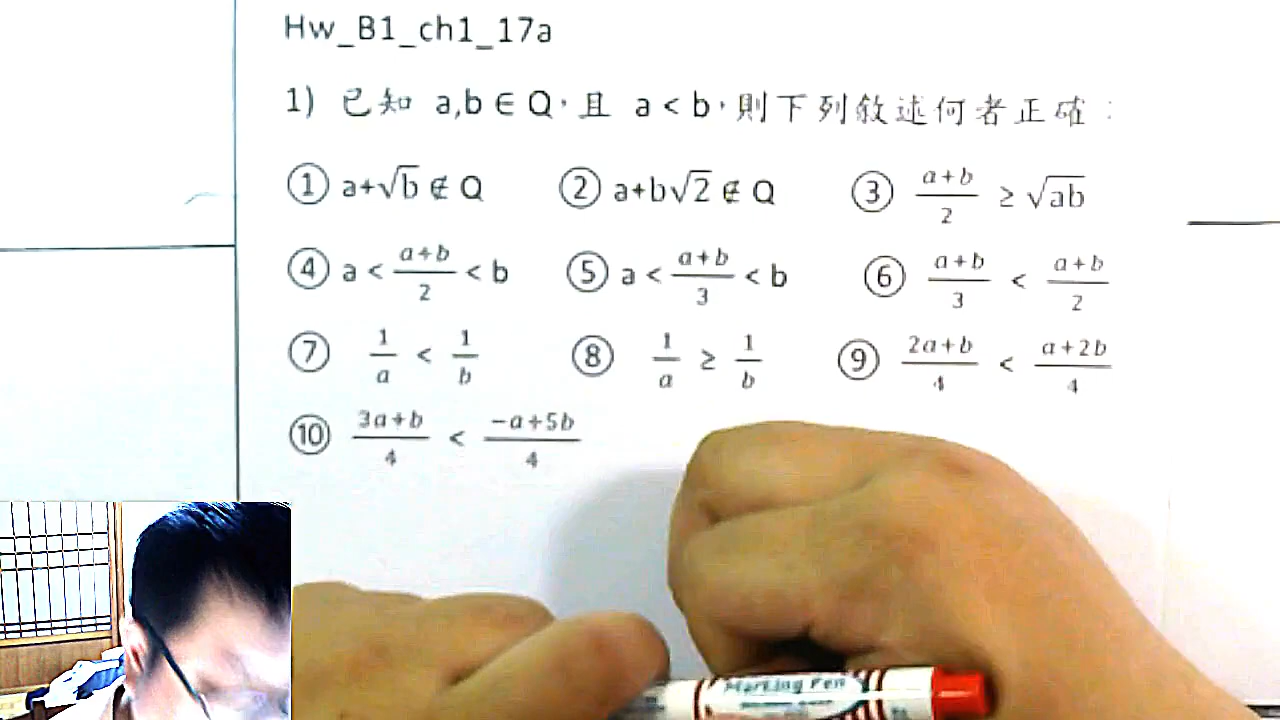 Hw_B1_ch1_17a
1) 已知 a,b ∈ Q,且 a < b,則下列敘述何者正確:
① a+√b ∉ Q ② a+b√2 ∉ Q ③ (a+b)/2 ≥ √(ab)
④ a < (a+b)/2 < b ⑤ a < (a+b)/3 < b ⑥ (a+b)/3 < (a+b)/2
⑦ 1/a < 1/b ⑧ 1/a ≥ 1/b ⑨ (2a+b)/4 < (a+2b)/4
⑩ (3a+b)/4 < (-a+5b)/4
Marking Pen